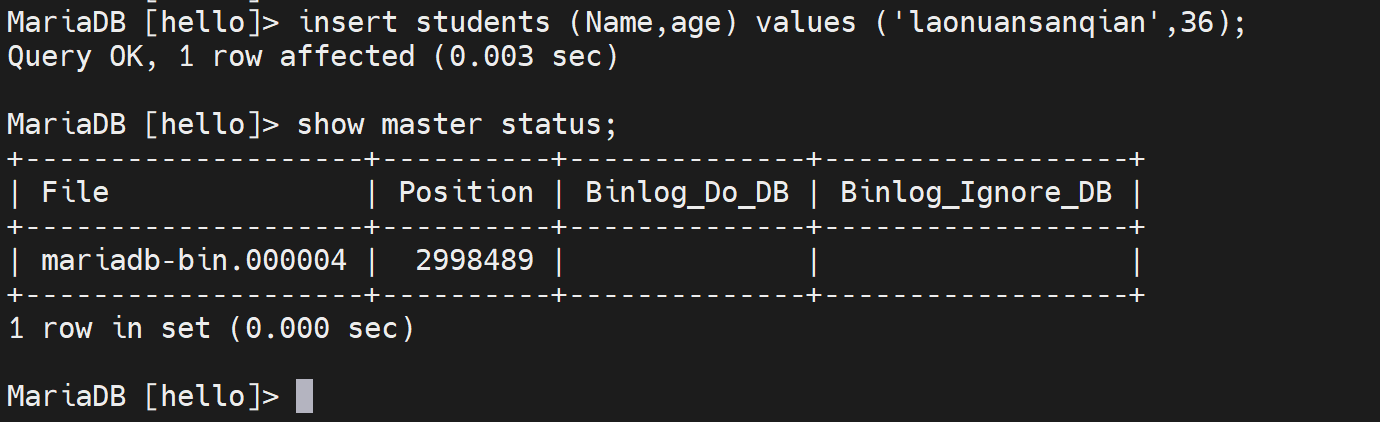 MariaDB [hello]> insert students (Name,age) values ('laonuansanqian',36);
Query OK, 1 row affected (0.003 sec)
MariaDB [hello]> show master status;
+--------------------+----------+--------------+------------------+
| File               | Position | Binlog_Do_DB | Binlog_Ignore_DB |
+--------------------+----------+--------------+------------------+
| mariadb-bin.000004 |  2998489 |              |                  |
+--------------------+----------+--------------+------------------+
1 row in set (0.000 sec)
MariaDB [hello]>